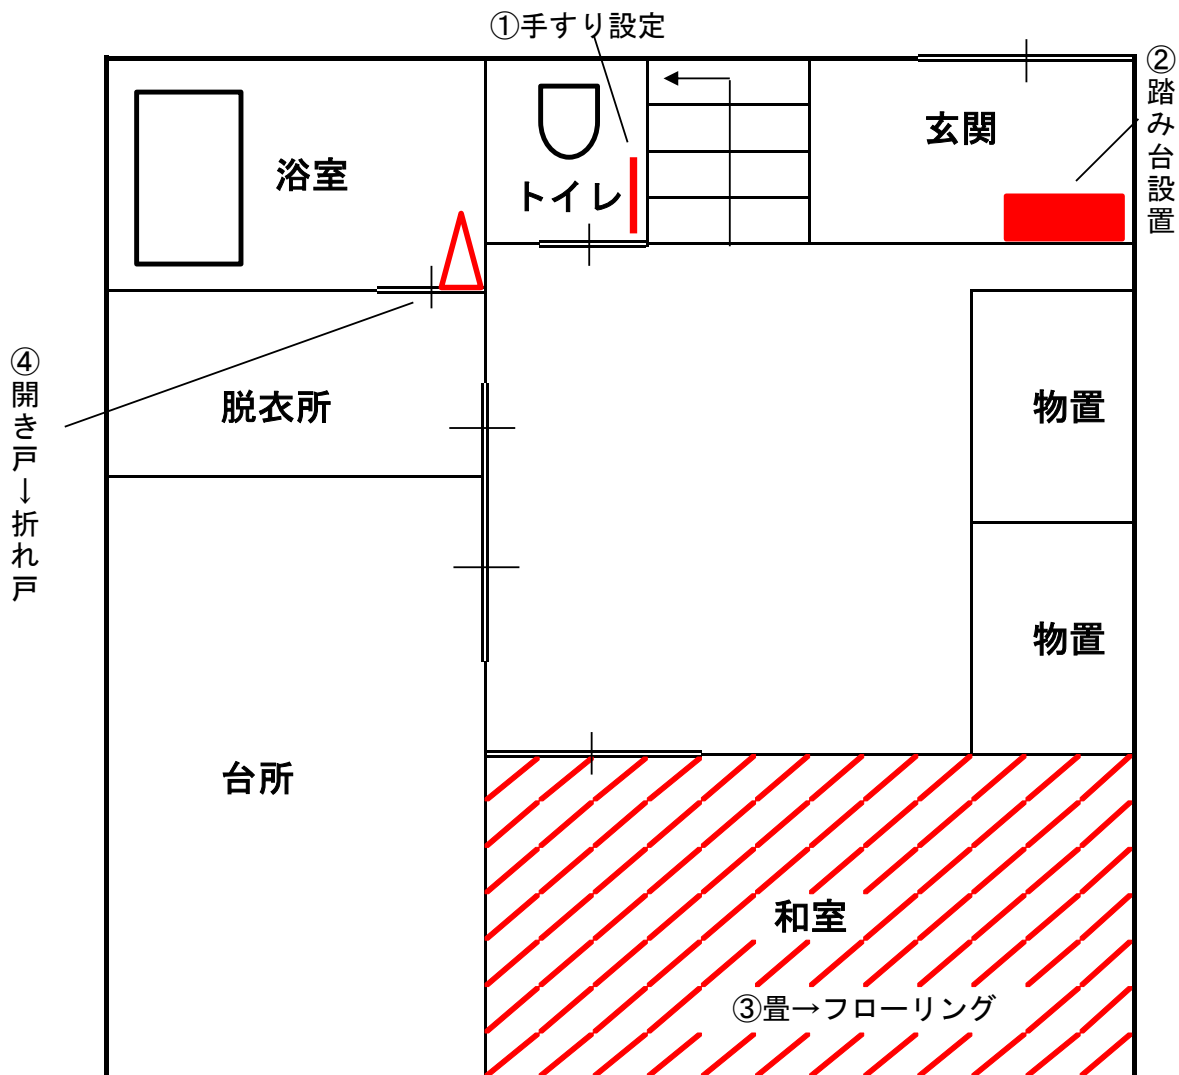 ①手すり設定
②踏み台設置
玄関
浴室
トイレ
④開き戸→折れ戸
脱衣所
物置
物置
台所
和室
③畳→フローリング